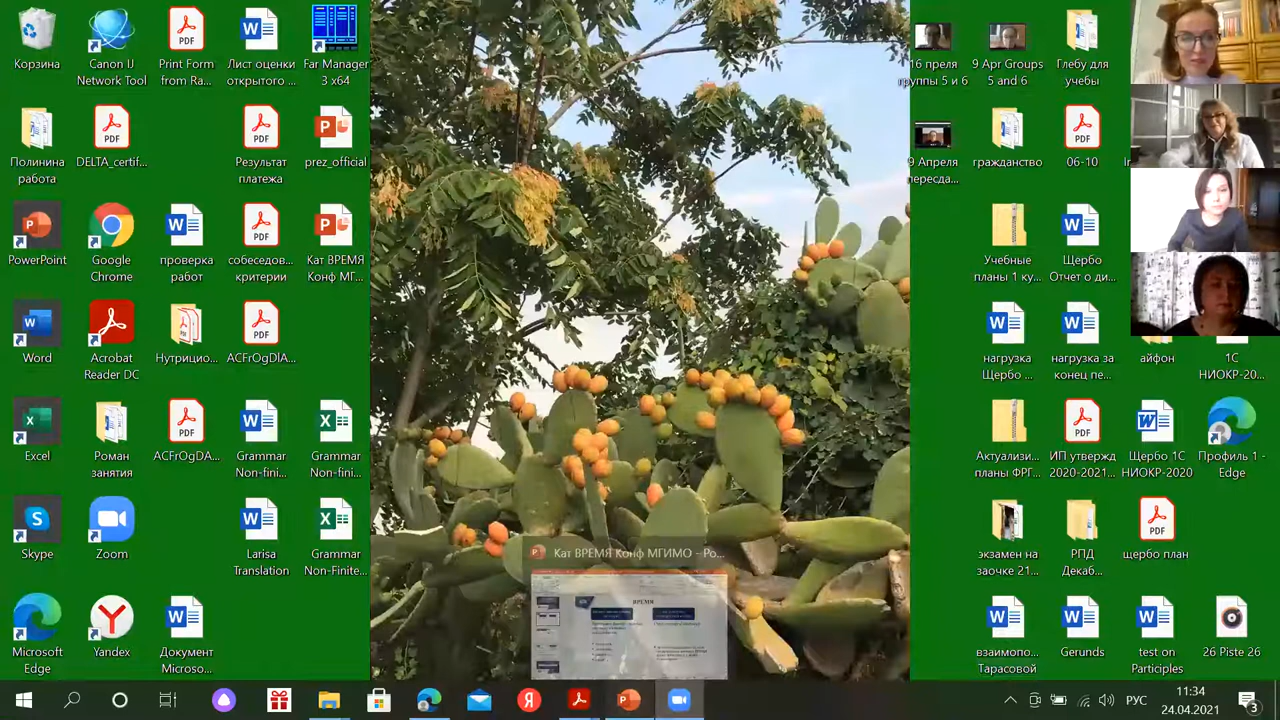 Корзина
Canon IJ
Network Tool
Print Form
from Ra...
Лист оценки
открытого ...
Far Manager
3 x64
16 преля
группы 5 и 6
9 Apr Groups
5 and 6
Глебу для
учебы
Полинина
работа
DELTA_certif...
Результат
платежа
prez_official
9 Апреля
пересда...
гражданство
06-10
PowerPoint
Google
Chrome
проверка
работ
собеседов...
критерии
Кат ВРЕМЯ
Конф МГ...
Учебные
планы 1 ку...
Щербо
Отчет о ди...
Word
Acrobat
Reader DC
Нутрицио...
ACFrOgDIA...
нагрузка
Щербо ...
нагрузка за
конец пе...
айфон
1С
НИОКР-20...
Excel
Роман
занятия
ACFrOgDA...
Grammar
Non-fini...
Grammar
Non-fini...
Актуализи...
планы ФРГ...
ИП утвержд
2020-2021...
Щербо 1С
НИОКР-2020
Профиль 1 -
Edge
Skype
Zoom
Larisa
Translation
Grammar
Non-Finite...
экзамен на
заочке 21...
РПД
Декаб...
щербо план
Кат ВРЕМЯ Конф МГИМО - Po...
ВРЕМЯ
Microsoft
Edge
Yandex
Документ
Microso...
взаимопо...
Тарасовой
Gerunds
test on
Participles
26 Piste 26
РУС
11:34
24.04.2021
3